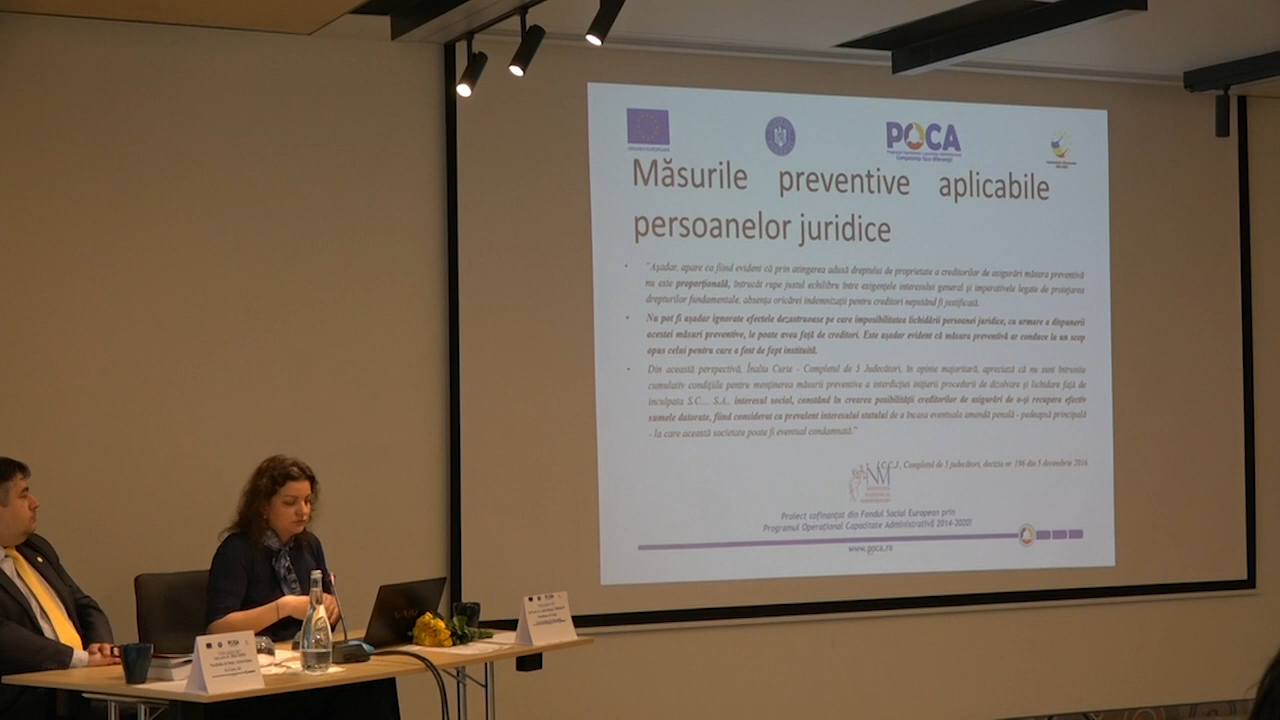 UNIUNEA EUROPEANĂ
POCA
Competența face diferența!
Măsurile preventive aplicabile
persoanelor juridice
"Așadar, apare ca fiind evident că prin atingerea adusă dreptului de proprietate a creditorilor de asigurări măsura preventivă
nu este proporțională, întrucât rupe justul echilibru între exigențele interesului general și imperativele legate de protejarea
drepturilor fundamentale, absența oricărei indemnizații pentru creditori neputând fi justificată.
Nu pot fi așadar ignorate efectele dezastruoase pe care imposibilitatea lichidării persoanei juridice, ca urmare a dispunerii
acestei măsuri preventive, le poate avea față de creditori. Este așadar evident că măsura preventivă ar conduce la un scop
opus celui pentru care a fost de fapt instituită.
Din această perspectivă, Înalta Curte - Completul de 5 Judecători, în opinie majoritară, apreciază că nu sunt întrunite
cumulativ condițiile pentru menținerea măsurii preventive a interdicției inițierii procedurii de dizolvare și lichidare față de
inculpata S.C.... S.A., interesul social, constând în crearea posibilității creditorilor de asigurări de a-și recupera efectiv
sumele datorate, fiind considerat ca prevalent interesului statului de a încasa eventuala amendă penală - pedeapsă principală
- la care această societate poate fi eventual condamnată."
I.C.C.J., Completul de 5 judecători, decizia nr. 196 din 5 decembrie 2016
NM
Proiect cofinanțat din Fondul Social European prin
Programul Operațional Capacitate Administrativă 2014-2020!
www.poca.ro
POCA